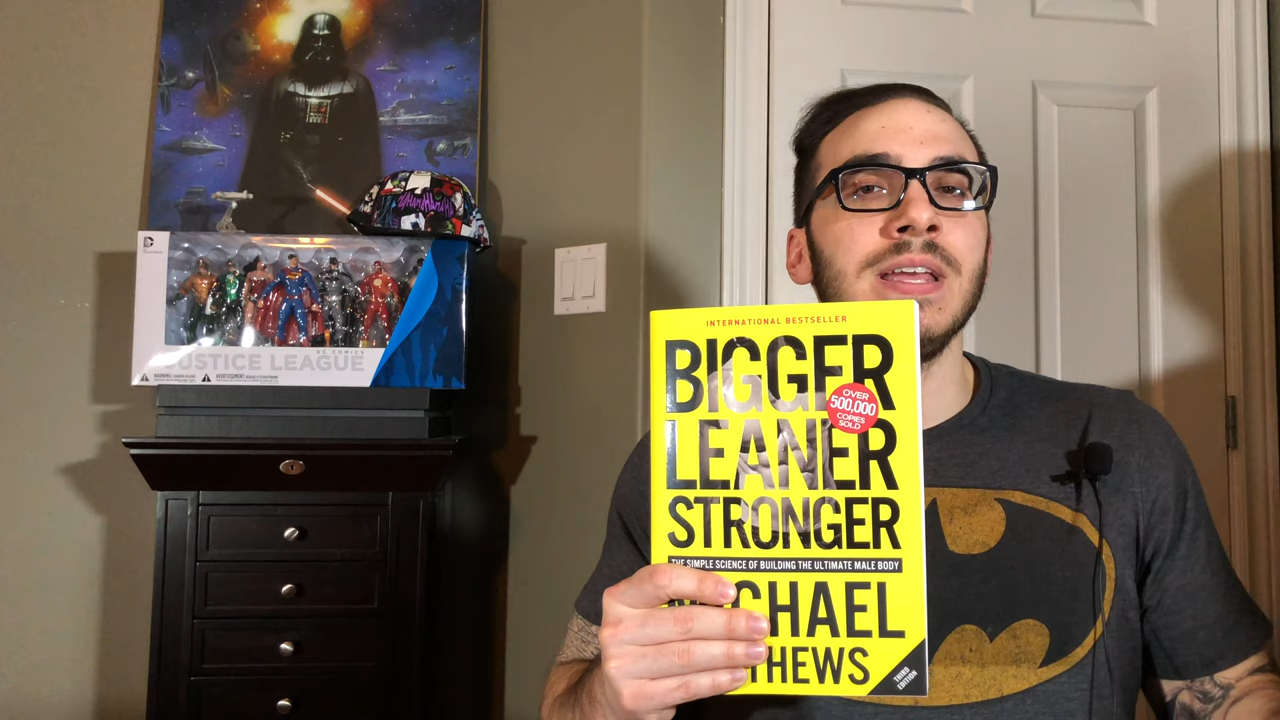 INTERNATIONAL BESTSELLER
BIGGER
LEANER
STRONGER
OVER
500,000
COPIES
SOLD
THE SIMPLE SCIENCE OF BUILDING THE ULTIMATE MALE BODY
CHAEL
THEWS
THIRD
EDITION
DC COMICS
JUSTICE LEAGUE